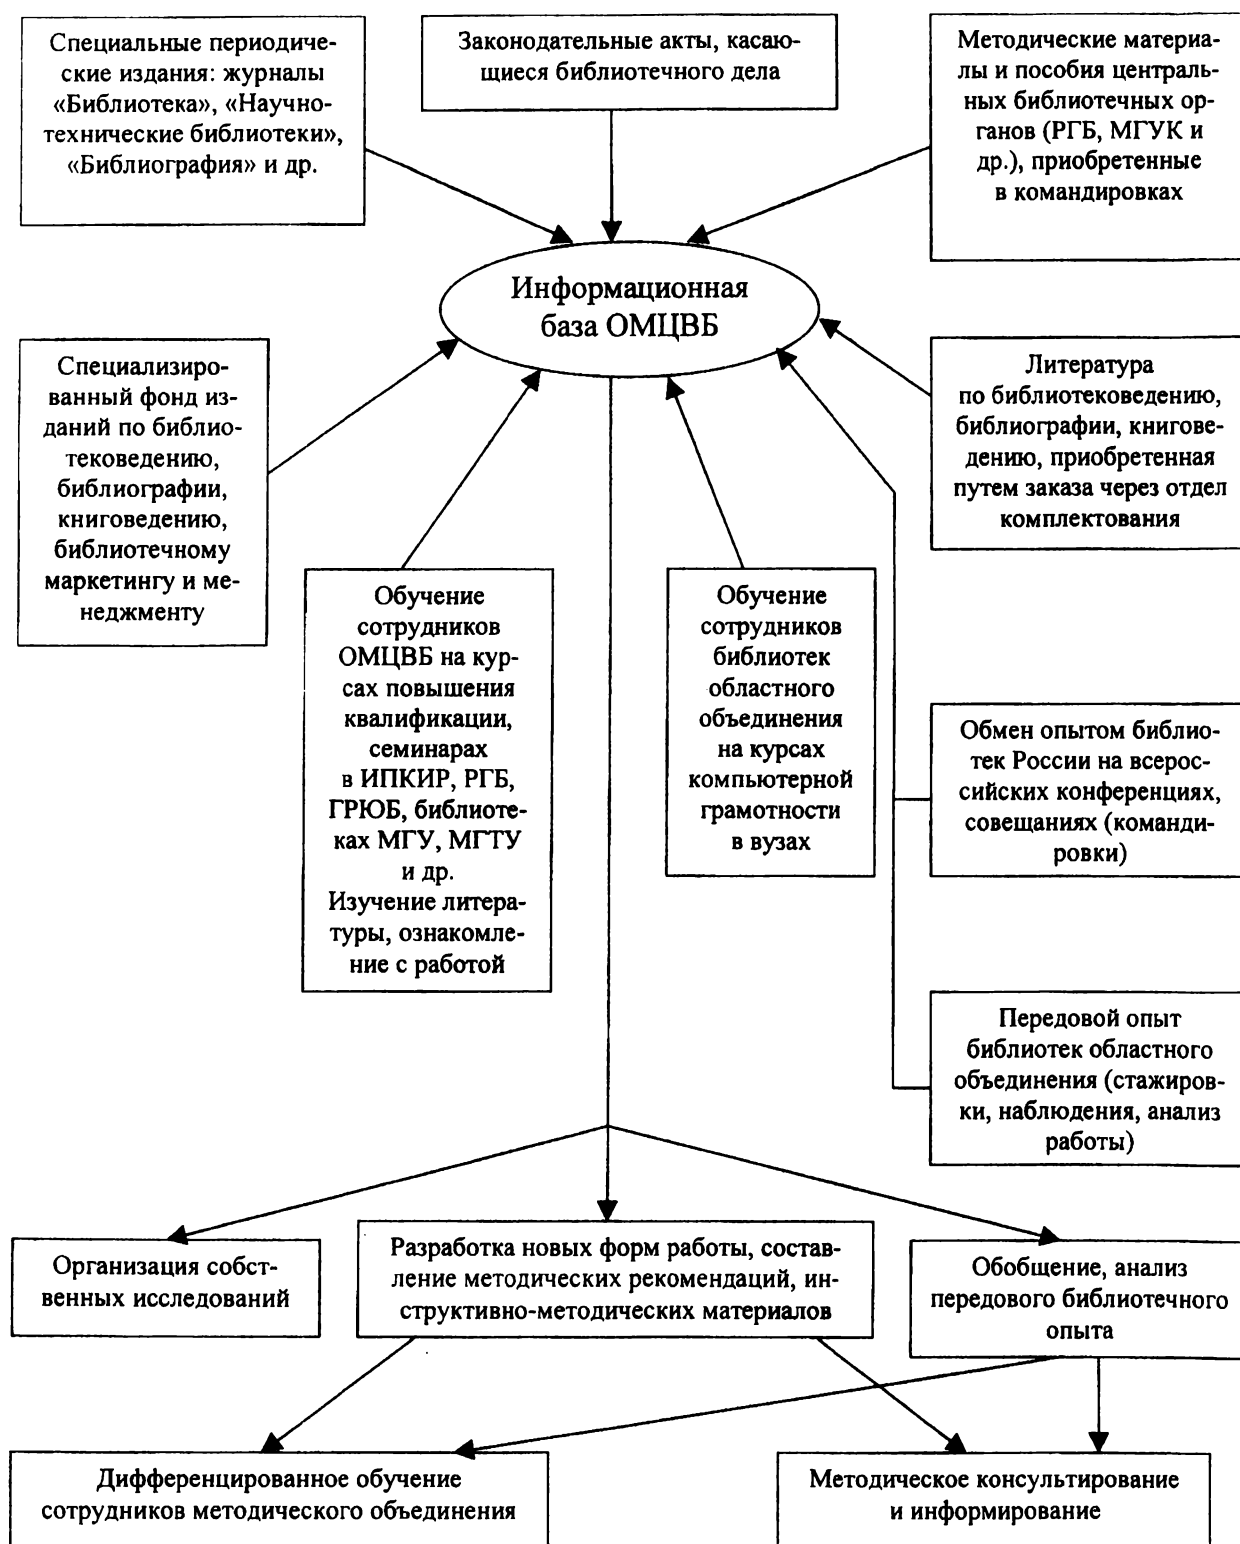 Специальные периодиче-
ские издания: журналы
«Библиотека», «Научно-
технические библиотеки»,
«Библиография» и др.
Законодательные акты, касаю-
щиеся библиотечного дела
Методические материа-
лы и пособия централь-
ных библиотечных ор-
ганов (РГБ, МГУК и
др.), приобретенные
в командировках
Информационная
база ОМЦВБ
Специализиро-
ванный фонд из-
даний по библио-
тековедению,
библиографии,
книговедению,
библиотечному
маркетингу и ме-
неджменту
Литература
по библиотековедению,
библиографии, книгове-
дению, приобретенная
путем заказа через отдел
комплектования
Обучение
сотрудников
ОМЦВБ на кур-
сах повышения
квалификации,
семинарах
в ИПКИР, РГБ,
ГРЮБ, библиоте-
ках МГУ, МГТУ
и др.
Изучение литера-
туры, ознакомле-
ние с работой
Обучение
сотрудников
библиотек
областного
объединения
на курсах
компьютерной
грамотности
в вузах
Обмен опытом библио-
тек России на всерос-
сийских конференциях,
совещаниях (команди-
ровки)
Передовой опыт
библиотек областного
объединения (стажиров-
ки, наблюдения, анализ
работы)
Организация собст-
венных исследований
Разработка новых форм работы, состав-
ление методических рекомендаций, ин-
структивно-методических материалов
Обобщение, анализ
передового библиотечного
опыта
Дифференцированное обучение
сотрудников методического объединения
Методическое консультирование
и информирование